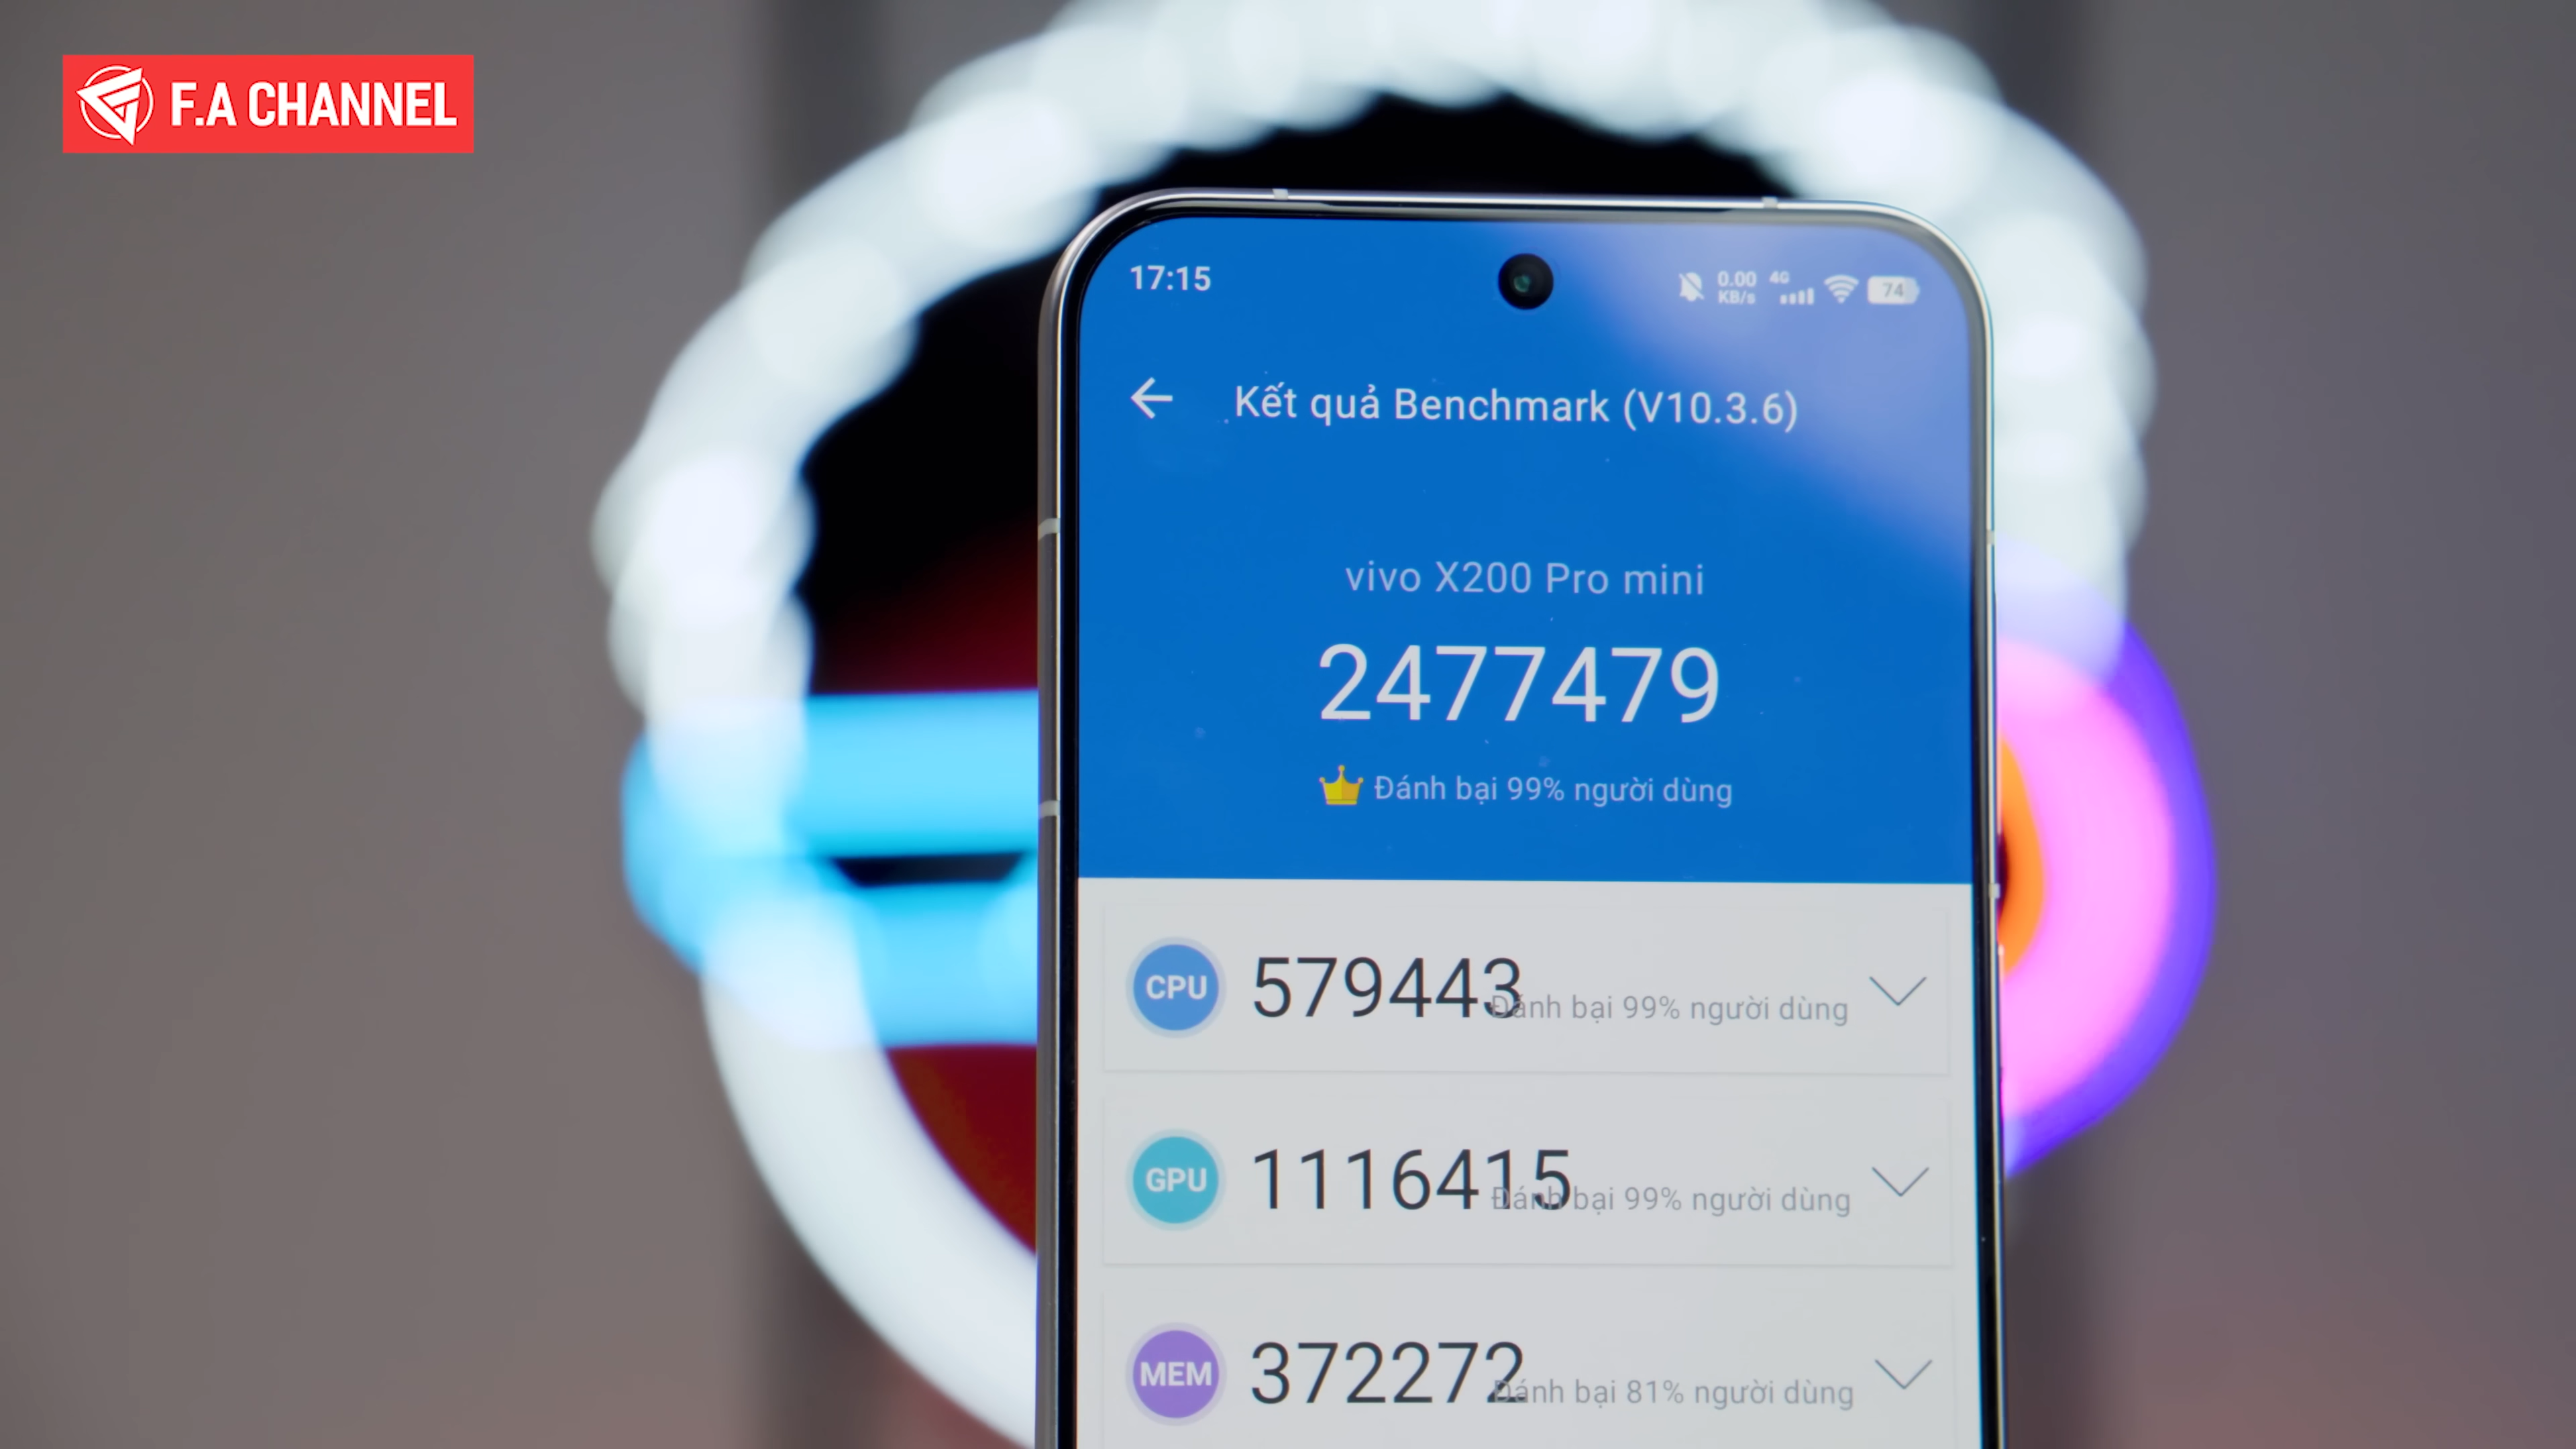 F.A CHANNEL
17:15
0.00 KB/s 4G 74
Kết quả Benchmark (V10.3.6)
vivo X200 Pro mini
2477479
Đánh bại 99% người dùng
CPU 579443 Đánh bại 99% người dùng
GPU 1116415 Đánh bại 99% người dùng
MEM 372272 Đánh bại 81% người dùng